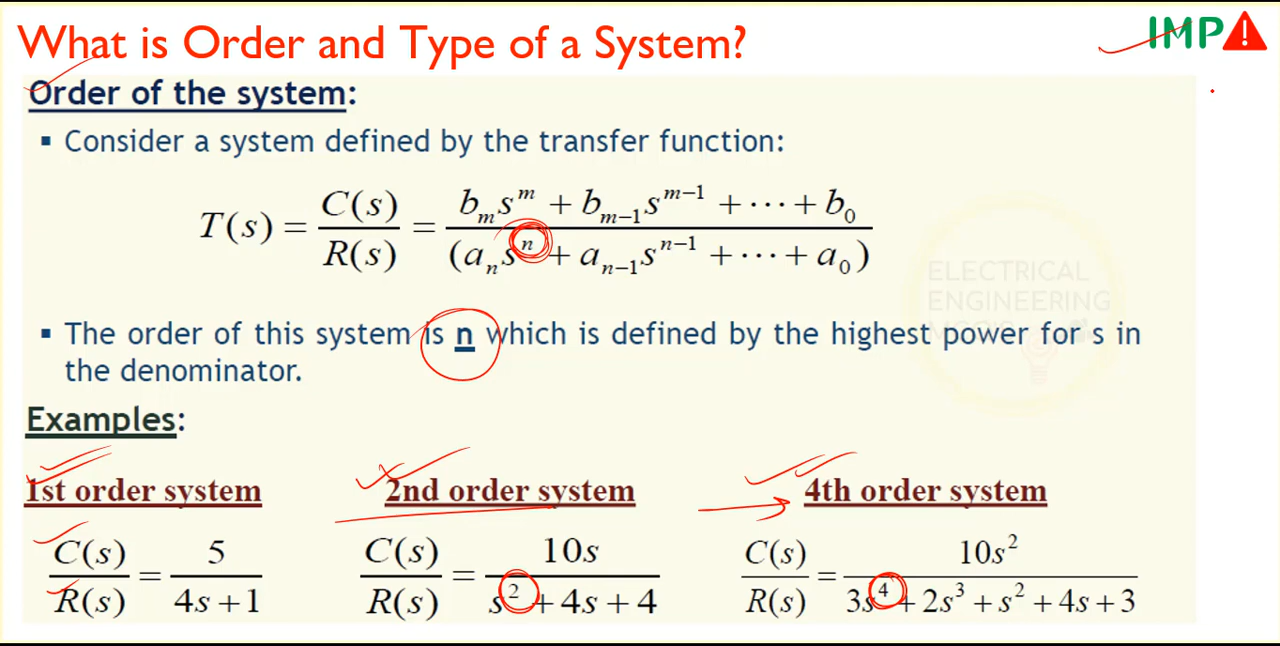 What is Order and Type of a System?
IMP
Order of the system:
▪ Consider a system defined by the transfer function:
T(s) = C(s)/R(s) = (b_m s^m + b_{m−1} s^{m−1} + ⋯ + b_0)/(a_n s^n + a_{n−1} s^{n−1} + ⋯ + a_0)
ELECTRICAL
ENGINEERING
▪ The order of this system is n which is defined by the highest power for s in
the denominator.
Examples:
1st order system 2nd order system 4th order system
C(s)/R(s) = 5/(4s + 1) C(s)/R(s) = 10s/(s^2 + 4s + 4) C(s)/R(s) = 10s^2/(3s^4 + 2s^3 + s^2 + 4s + 3)